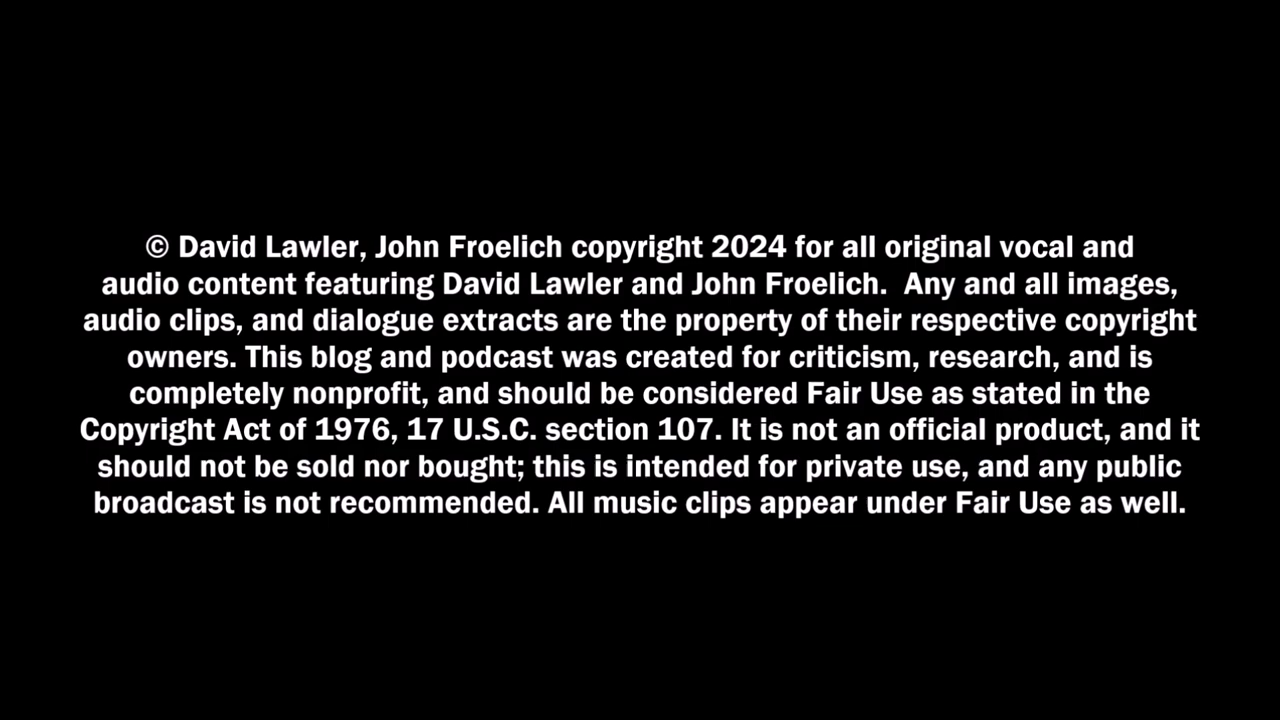 © David Lawler, John Froelich copyright 2024 for all original vocal and
audio content featuring David Lawler and John Froelich.  Any and all images,
audio clips, and dialogue extracts are the property of their respective copyright
owners. This blog and podcast was created for criticism, research, and is
completely nonprofit, and should be considered Fair Use as stated in the
Copyright Act of 1976, 17 U.S.C. section 107. It is not an official product, and it
should not be sold nor bought; this is intended for private use, and any public
broadcast is not recommended. All music clips appear under Fair Use as well.